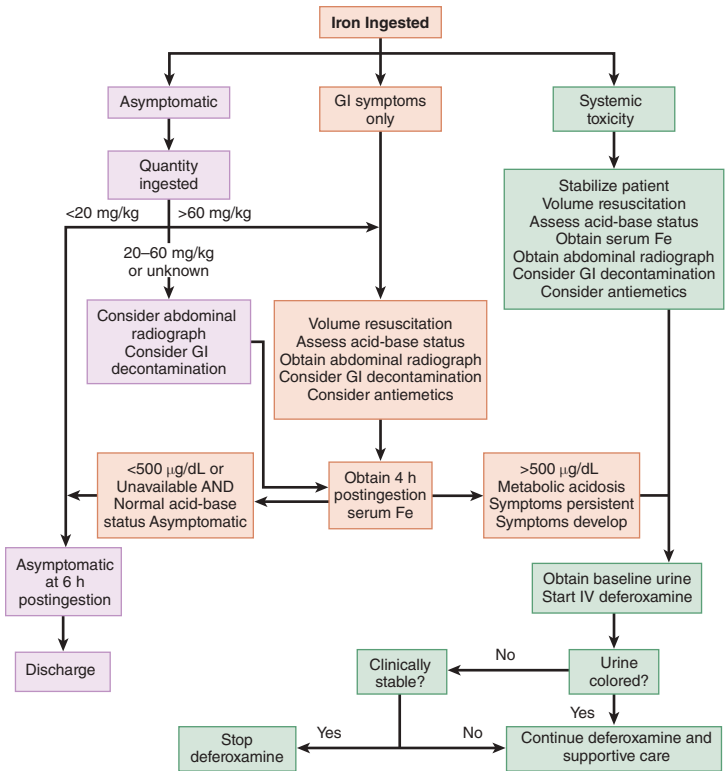 Iron Ingested
Asymptomatic
GI symptoms
only
Systemic
toxicity
Quantity
ingested
<20 mg/kg
>60 mg/kg
20–60 mg/kg
or unknown
Stabilize patient
Volume resuscitation
Assess acid-base status
Obtain serum Fe
Obtain abdominal radiograph
Consider GI decontamination
Consider antiemetics
Consider abdominal
radiograph
Consider GI
decontamination
Volume resuscitation
Assess acid-base status
Obtain abdominal radiograph
Consider GI decontamination
Consider antiemetics
<500 μg/dL or
Unavailable AND
Normal acid-base
status Asymptomatic
Obtain 4 h
postingestion
serum Fe
>500 μg/dL
Metabolic acidosis
Symptoms persistent
Symptoms develop
Asymptomatic
at 6 h
postingestion
Obtain baseline urine
Start IV deferoxamine
Discharge
Clinically
stable?
No
Urine
colored?
Yes
Stop
deferoxamine
Yes
No
Continue deferoxamine and
supportive care